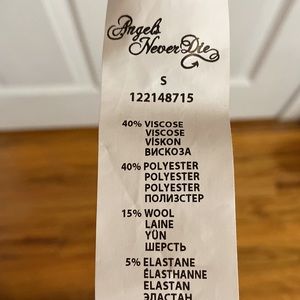 Angels
Never Die
S
122148715
40% VISCOSE
VISCOSE
VİSKON
ВИСКОЗА
40% POLYESTER
POLYESTER
POLYESTER
ПОЛИЭСТЕР
15% WOOL
LAINE
YÜN
ШЕРСТЬ
5% ELASTANE
ÉLASTHANNE
ELASTAN
ЭЛАСТАН